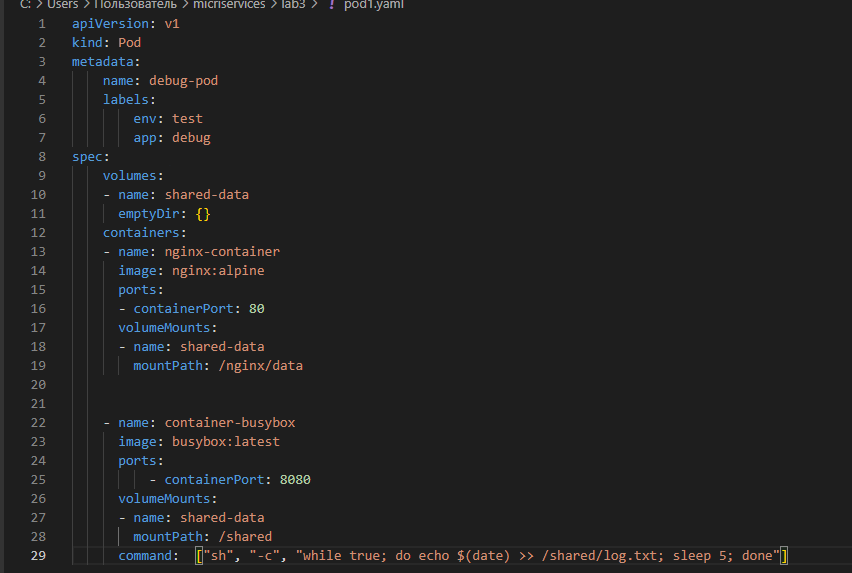 C: > Users > Пользователь > micriservices > lab3 > ! pod1.yaml
1 apiVersion: v1
2 kind: Pod
3 metadata:
4     name: debug-pod
5     labels:
6         env: test
7         app: debug
8 spec:
9     volumes:
10     - name: shared-data
11       emptyDir: {}
12     containers:
13     - name: nginx-container
14       image: nginx:alpine
15       ports:
16       - containerPort: 80
17       volumeMounts:
18       - name: shared-data
19         mountPath: /nginx/data
20
21
22     - name: container-busybox
23       image: busybox:latest
24       ports:
25           - containerPort: 8080
26       volumeMounts:
27       - name: shared-data
28         mountPath: /shared
29       command:  ["sh", "-c", "while true; do echo $(date) >> /shared/log.txt; sleep 5; done"]